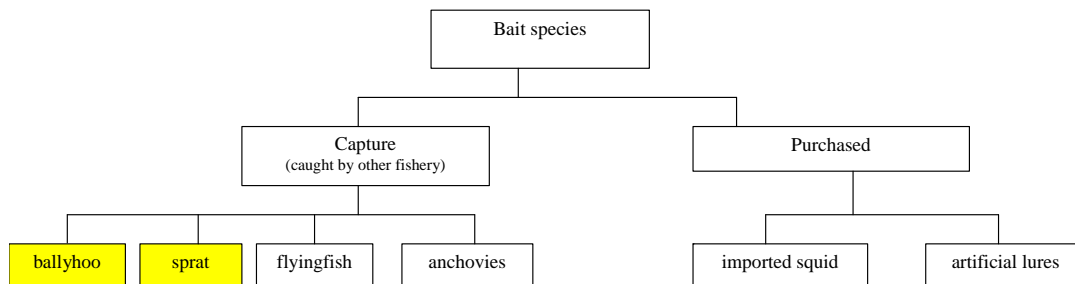 Bait species
Capture
(caught by other fishery)
Purchased
ballyhoo
sprat
flyingfish
anchovies
imported squid
artificial lures